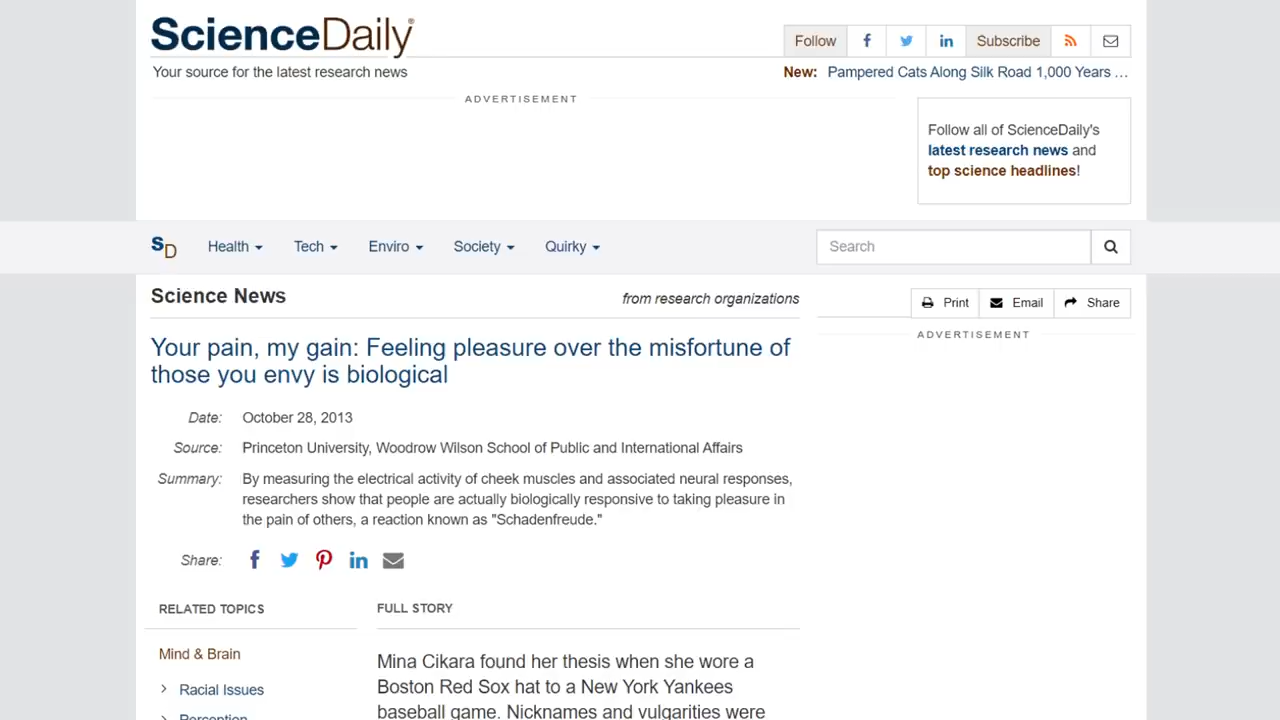 ScienceDaily®
Your source for the latest research news
Follow
Subscribe
New: Pampered Cats Along Silk Road 1,000 Years ...
ADVERTISEMENT
Follow all of ScienceDaily's
latest research news and
top science headlines!
SD
Health
Tech
Enviro
Society
Quirky
Search
Science News
from research organizations
Print
Email
Share
ADVERTISEMENT
Your pain, my gain: Feeling pleasure over the misfortune of
those you envy is biological
Date: October 28, 2013
Source: Princeton University, Woodrow Wilson School of Public and International Affairs
Summary: By measuring the electrical activity of cheek muscles and associated neural responses,
researchers show that people are actually biologically responsive to taking pleasure in
the pain of others, a reaction known as "Schadenfreude."
Share:
RELATED TOPICS
Mind & Brain
Racial Issues
Perception
FULL STORY
Mina Cikara found her thesis when she wore a
Boston Red Sox hat to a New York Yankees
baseball game. Nicknames and vulgarities were